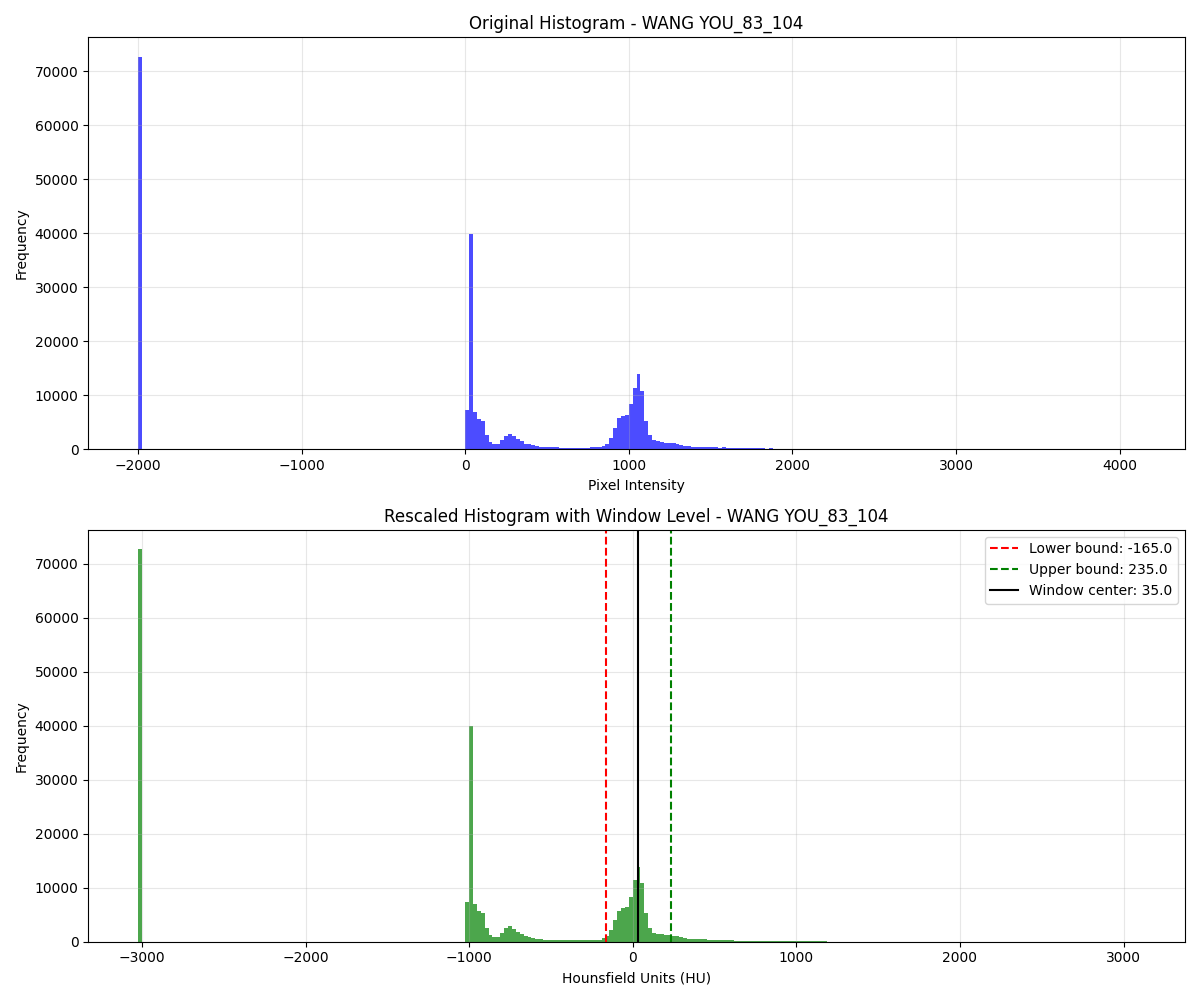 Original Histogram - WANG YOU_83_104
70000
60000
50000
40000
30000
20000
10000
0
Frequency
−2000 −1000 0 1000 2000 3000 4000
Pixel Intensity
Rescaled Histogram with Window Level - WANG YOU_83_104
Lower bound: -165.0
Upper bound: 235.0
Window center: 35.0
70000
60000
50000
40000
30000
20000
10000
0
Frequency
−3000 −2000 −1000 0 1000 2000 3000
Hounsfield Units (HU)